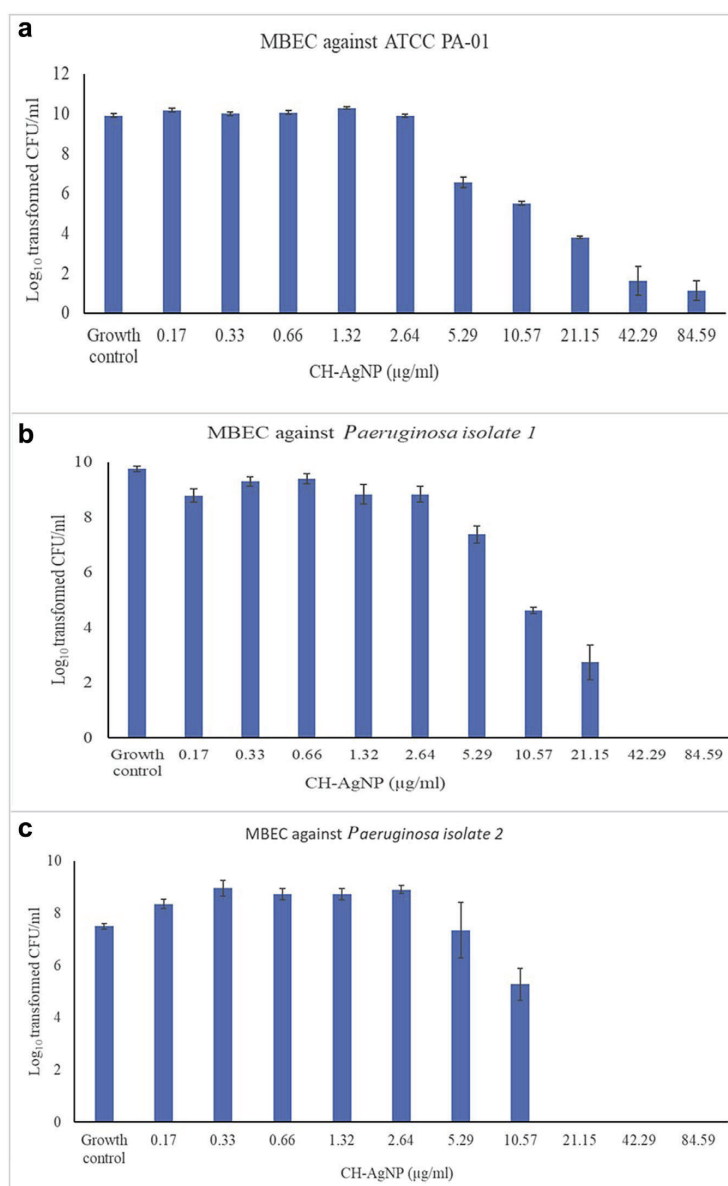 a
MBEC against ATCC PA-01
Log10 transformed CFU/ml
12
10
8
6
4
2
0
Growth control 0.17 0.33 0.66 1.32 2.64 5.29 10.57 21.15 42.29 84.59
CH-AgNP (µg/ml)
b
MBEC against Paeruginosa isolate 1
Log10 transformed CFU/ml
10
8
6
4
2
0
Growth control 0.17 0.33 0.66 1.32 2.64 5.29 10.57 21.15 42.29 84.59
CH-AgNP (µg/ml)
c
MBEC against Paeruginosa isolate 2
Log10 transformed CFU/ml
10
8
6
4
2
0
Growth control 0.17 0.33 0.66 1.32 2.64 5.29 10.57 21.15 42.29 84.59
CH-AgNP (µg/ml)